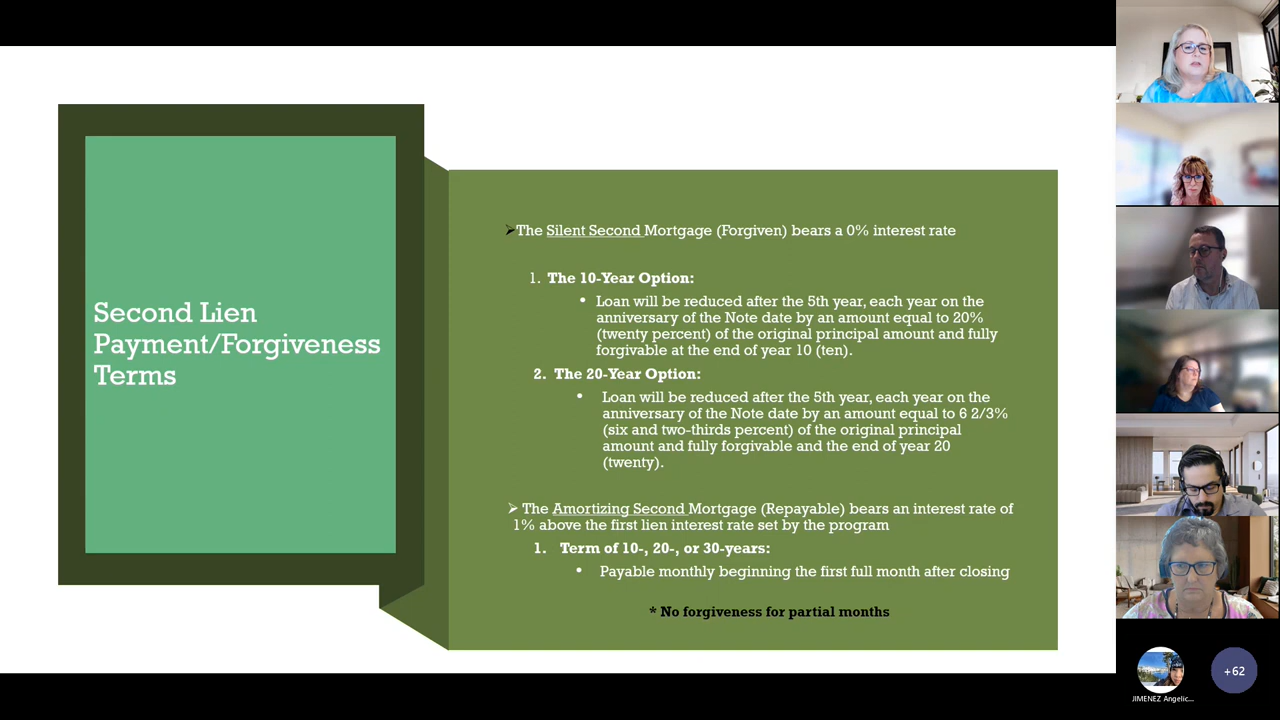 Second Lien
Payment/Forgiveness
Terms
➢The Silent Second Mortgage (Forgiven) bears a 0% interest rate
1. The 10-Year Option:
• Loan will be reduced after the 5th year, each year on the
anniversary of the Note date by an amount equal to 20%
(twenty percent) of the original principal amount and fully
forgivable at the end of year 10 (ten).
2. The 20-Year Option:
• Loan will be reduced after the 5th year, each year on the
anniversary of the Note date by an amount equal to 6 2/3%
(six and two-thirds percent) of the original principal
amount and fully forgivable and the end of year 20
(twenty).
➢ The Amortizing Second Mortgage (Repayable) bears an interest rate of
1% above the first lien interest rate set by the program
1. Term of 10-, 20-, or 30-years:
• Payable monthly beginning the first full month after closing
* No forgiveness for partial months
JIMENEZ Angelic...
+62